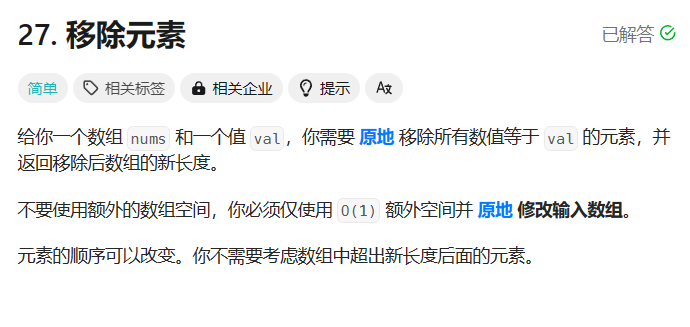 27. 移除元素
已解答
简单 相关标签 相关企业 提示 Aあ
给你一个数组 nums 和一个值 val，你需要 原地 移除所有数值等于 val 的元素，并
返回移除后数组的新长度。
不要使用额外的数组空间，你必须仅使用 O(1) 额外空间并 原地 修改输入数组。
元素的顺序可以改变。你不需要考虑数组中超出新长度后面的元素。